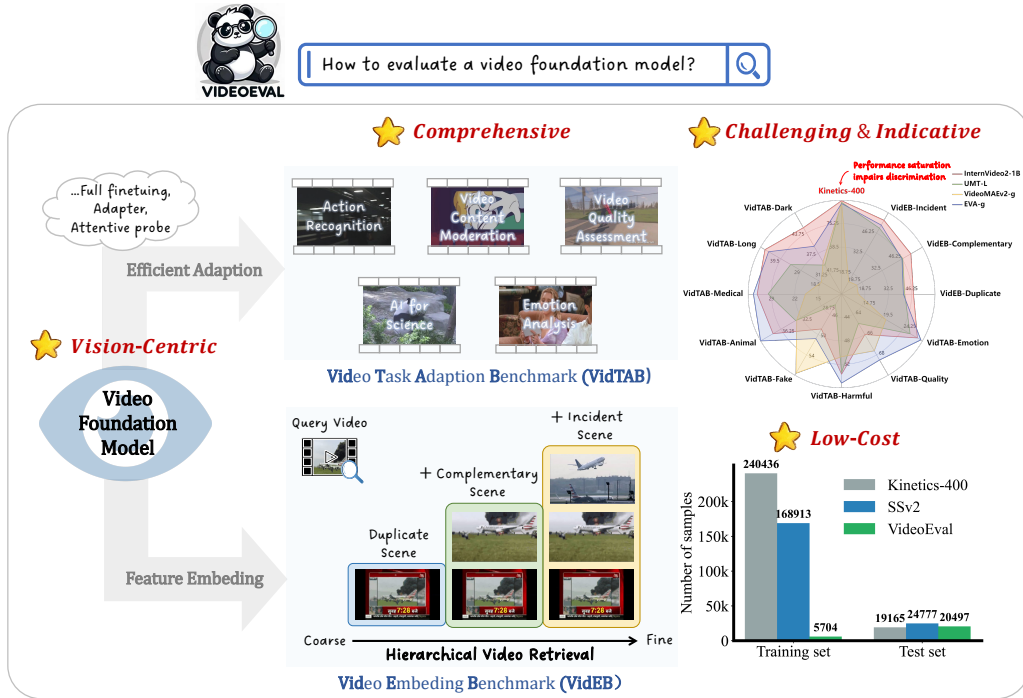 VIDEOEVAL
How to evaluate a video foundation model?
Comprehensive
Challenging & Indicative
...Full finetuing,
Adapter,
Attentive probe
Efficient Adaption
Vision-Centric
Video
Foundation
Model
Feature Embeding
Action
Recognition
Video
Content
Moderation
Video
Quality
Assessment
AI for
Science
Emotion
Analysis
Video Task Adaption Benchmark (VidTAB)
Query Video
Duplicate
Scene
+ Complementary
Scene
+ Incident
Scene
7:28
7:28
7:28
Coarse
Fine
Hierarchical Video Retrieval
Video Embeding Benchmark (VidEB)
Performance saturation
impairs discrimination
Kinetics-400
InternVideo2-1B
UMT-L
VideoMAEv2-g
EVA-g
VidTAB-Dark
VidEB-Incident
VidTAB-Long
VidEB-Complementary
VidTAB-Medical
VidEB-Duplicate
VidTAB-Animal
VidTAB-Emotion
VidTAB-Fake
VidTAB-Quality
VidTAB-Harmful
Low-Cost
Number of samples
200k
150k
100k
50k
0
240436
168913
5704
19165
24777
20497
Kinetics-400
SSv2
VideoEval
Training set
Test set